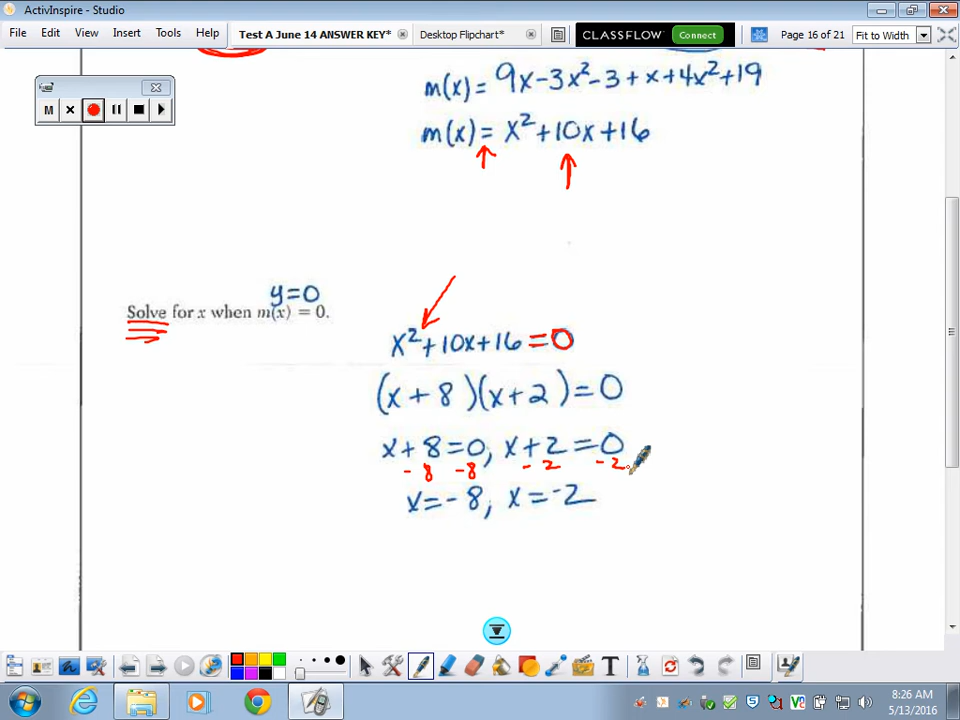 ActivInspire - Studio
File Edit View Insert Tools Help
Test A June 14 ANSWER KEY* Desktop Flipchart* CLASSFLOW Connect Page 16 of 21 Fit to Width
m(x) = 9x-3x²-3+x+4x²+19
m(x) = x²+10x+16
y=0
Solve for x when m(x) = 0.
x²+10x+16 =0
(x+8)(x+2)=0
x+8=0, x+2=0
-8 -8 -2 -2
x=-8, x=-2
8:26 AM
5/13/2016